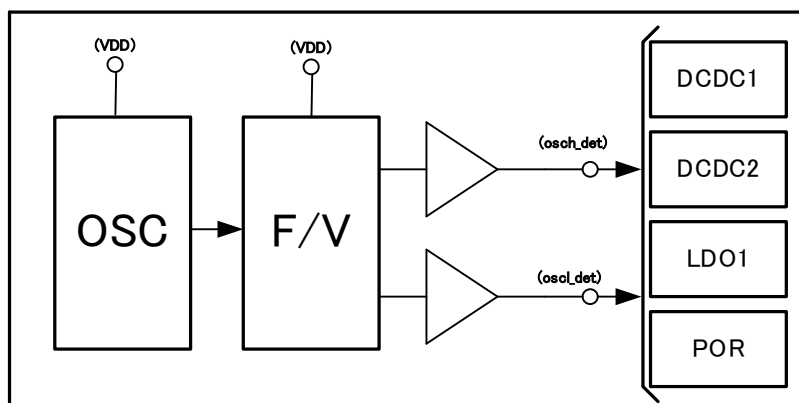 (VDD)
(VDD)
OSC
F/V
(osch_det)
(oscl_det)
DCDC1
DCDC2
LDO1
POR